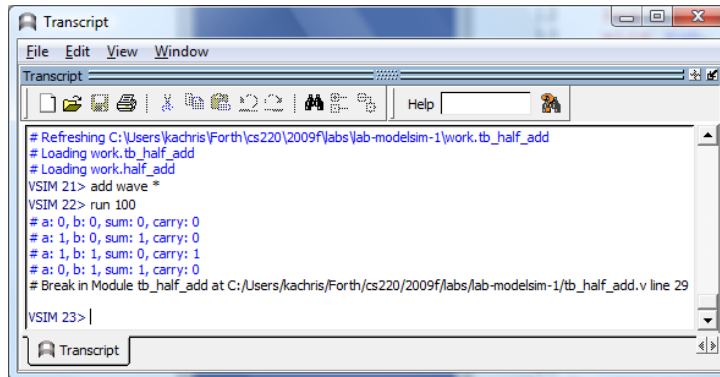 Transcript
File Edit View Window
Transcript
Help
# Refreshing C:\Users\kachris\Forth\cs220\2009f\labs\lab-modelsim-1\work.tb_half_add
# Loading work.tb_half_add
# Loading work.half_add
VSIM 21> add wave *
VSIM 22> run 100
# a: 0, b: 0, sum: 0, carry: 0
# a: 1, b: 0, sum: 1, carry: 0
# a: 1, b: 1, sum: 0, carry: 1
# a: 0, b: 1, sum: 1, carry: 0
# Break in Module tb_half_add at C:/Users/kachris/Forth/cs220/2009f/labs/lab-modelsim-1/tb_half_add.v line 29
VSIM 23>
Transcript